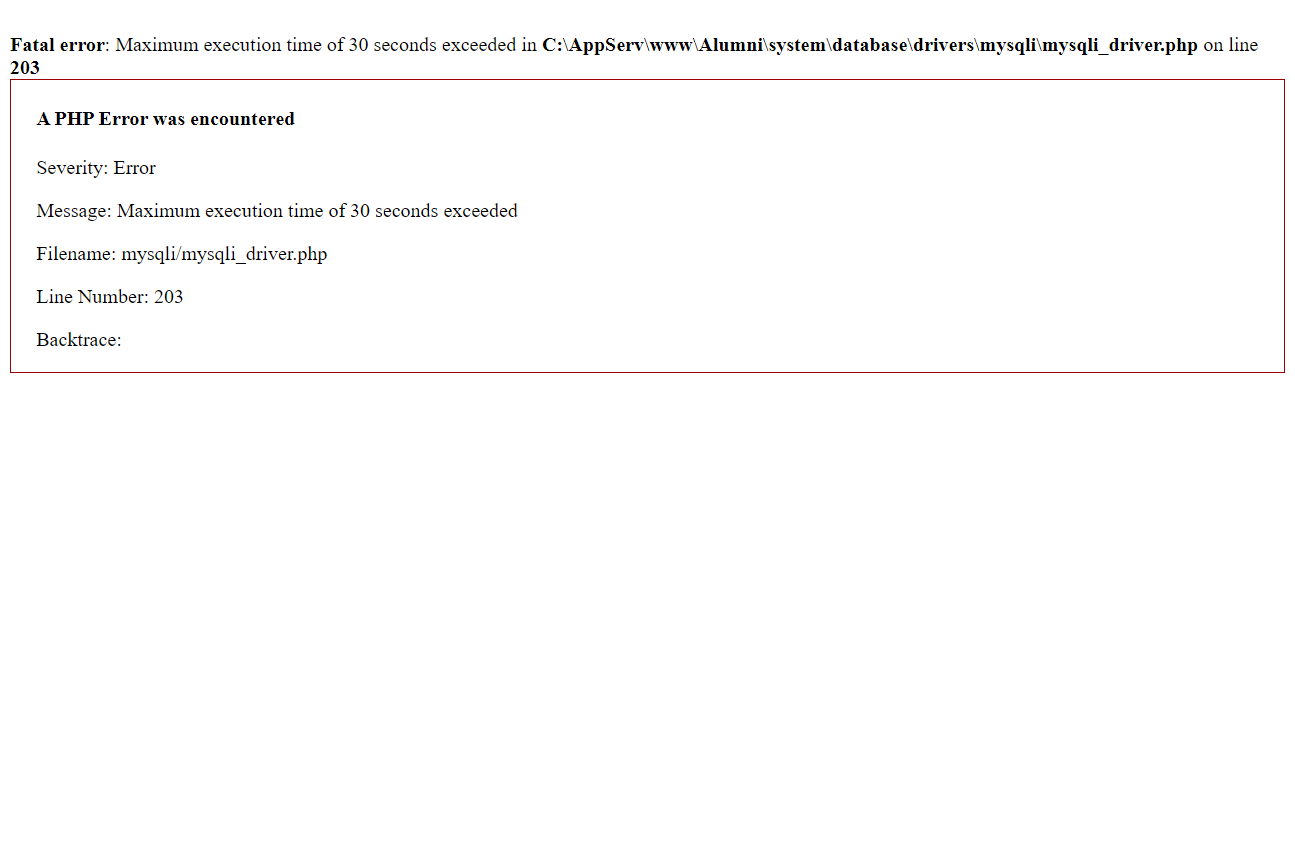 Fatal error: Maximum execution time of 30 seconds exceeded in C:\AppServ\www\Alumni\system\database\drivers\mysqli\mysqli_driver.php on line
203
A PHP Error was encountered
Severity: Error
Message: Maximum execution time of 30 seconds exceeded
Filename: mysqli/mysqli_driver.php
Line Number: 203
Backtrace: